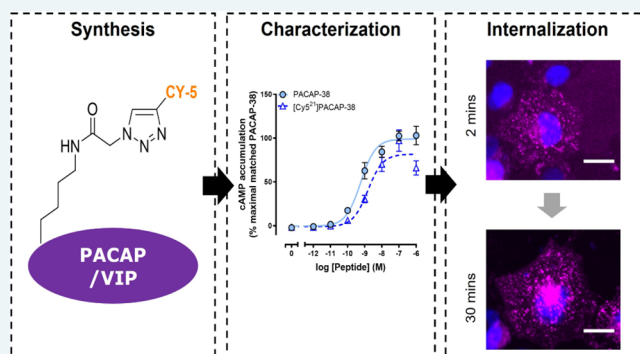 Synthesis
CY-5
O
N
N
N
NH
PACAP
/VIP
Characterization
PACAP-38
[Cy5²¹]PACAP-38
cAMP accumulation
(% maximal matched PACAP-38)
150
100
50
0
0 -12 -11 -10 -9 -8 -7 -6
log [Peptide] (M)
Internalization
2 mins
30 mins